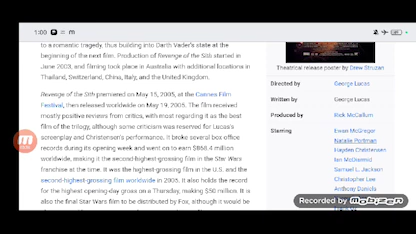 1:00
to a romantic tragedy, thus building into Darth Vader's state at the
beginning of the next film. Production of Revenge of the Sith started in
June 2003, and filming took place in Australia with additional locations in
Thailand, Switzerland, China, Italy, and the United Kingdom.
Revenge of the Sith premiered on May 15, 2005, at the Cannes Film
Festival, then released worldwide on May 19, 2005. The film received
mostly positive reviews from critics, with most regarding it as the best
film of the trilogy, although some criticism was reserved for Lucas's
screenplay and Christensen's performance. It broke several box office
records during its opening week and went on to earn $868.4 million
worldwide, making it the second-highest-grossing film in the Star Wars
franchise at the time. It was the highest-grossing film in the U.S. and the
second-highest-grossing film worldwide in 2005. It also holds the record
for the highest opening-day gross on a Thursday, making $50 million. It is
also the final Star Wars film to be distributed by Fox, although it would be
Theatrical release poster by Drew Struzan
Directed by George Lucas
Written by George Lucas
Produced by Rick McCallum
Starring Ewan McGregor
Natalie Portman
Hayden Christensen
Ian McDiarmid
Samuel L. Jackson
Christopher Lee
Anthony Daniels
Recorded by mobizen